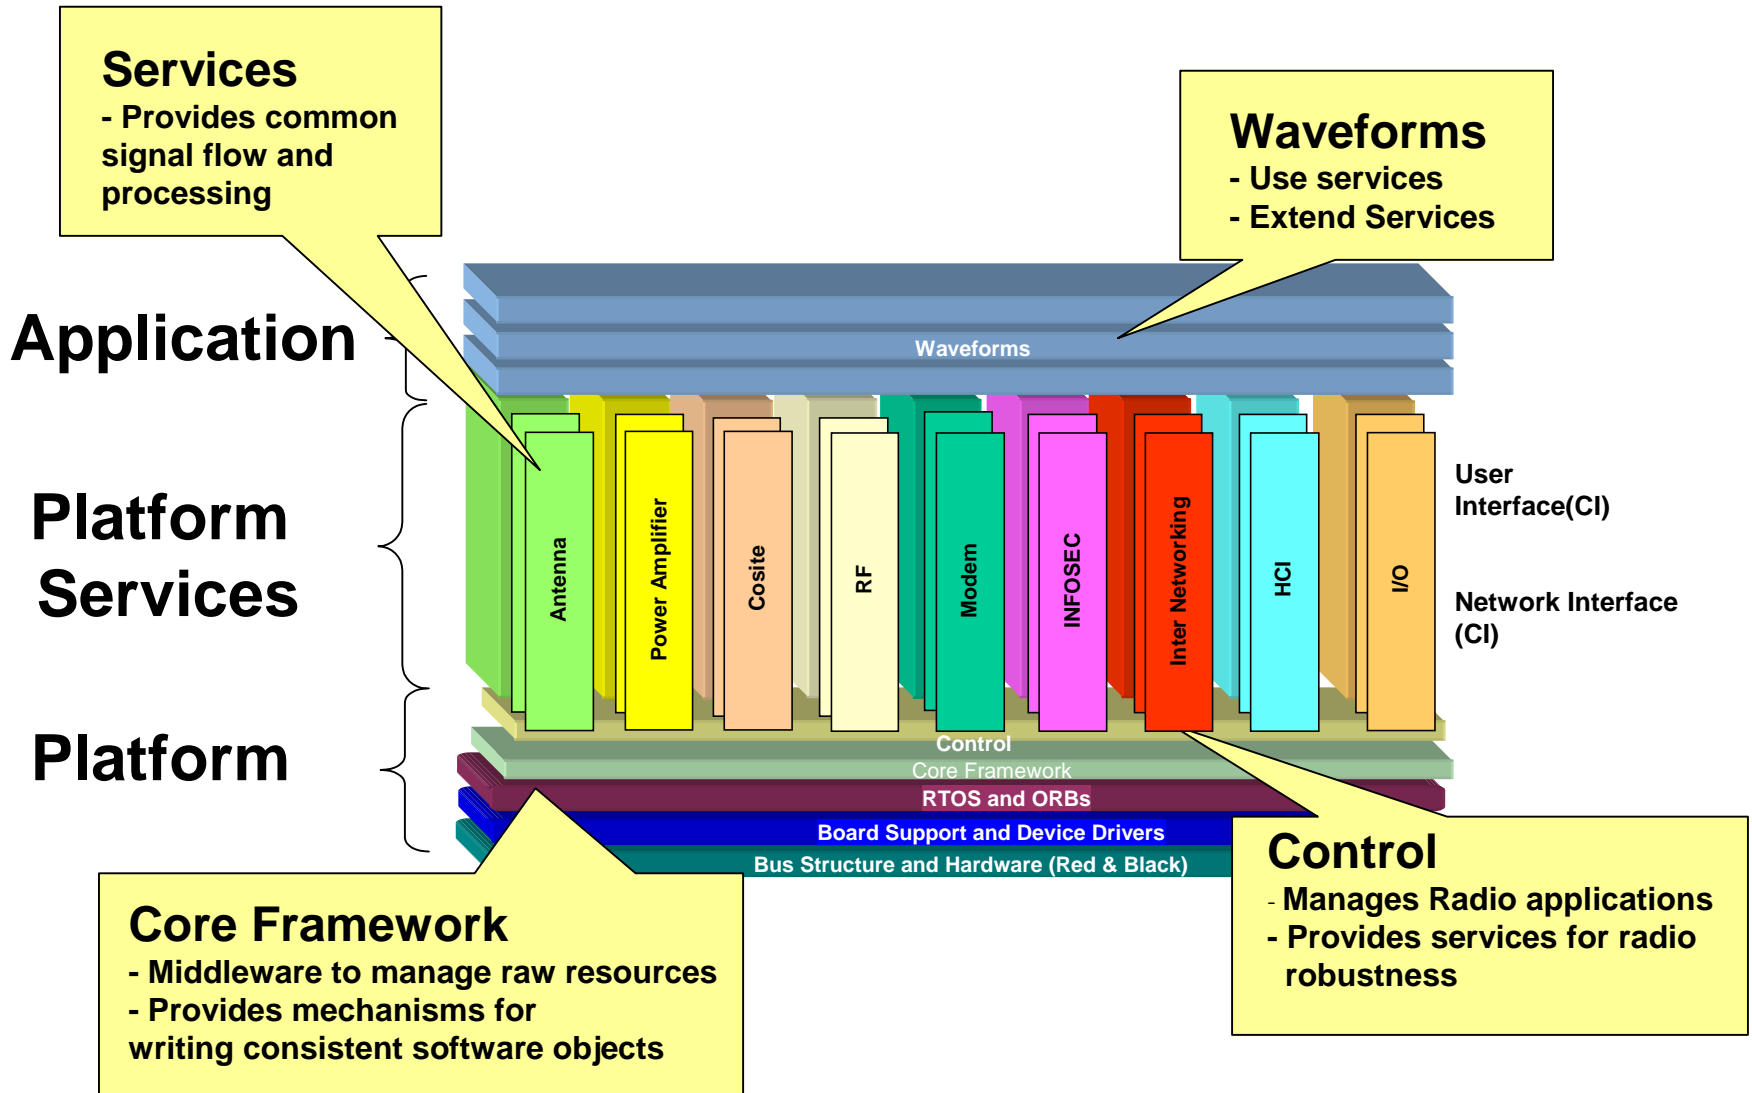 Services
- Provides common
signal flow and
processing
Waveforms
- Use services
- Extend Services
Application
Waveforms
Platform
Services
Antenna
Power Amplifier
Cosite
RF
Modem
INFOSEC
Inter Networking
HCI
I/O
User
Interface(CI)
Network Interface
(CI)
Platform
Control
Core Framework
RTOS and ORBs
Board Support and Device Drivers
Bus Structure and Hardware (Red & Black)
Core Framework
- Middleware to manage raw resources
- Provides mechanisms for
writing consistent software objects
Control
- Manages Radio applications
- Provides services for radio
robustness